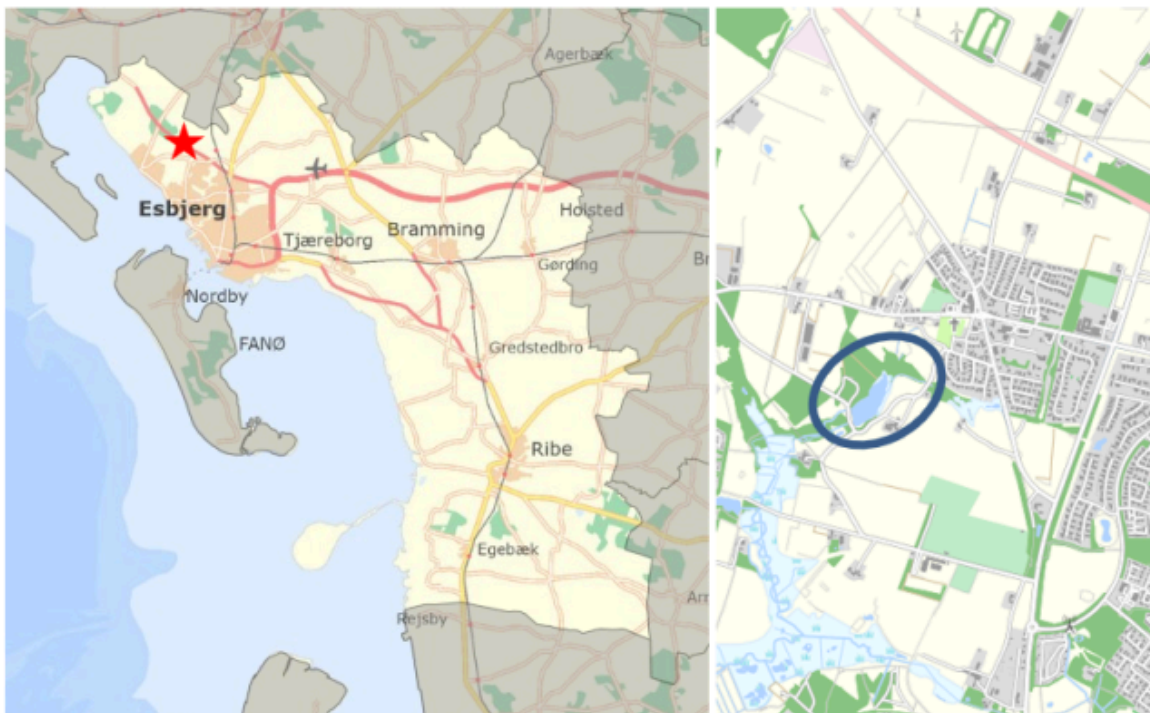 Agerbæk
Esbjerg
Holsted
Bramming
Tjæreborg
Gørding
Nordby
FANØ
Gredstedbro
Ribe
Egebæk
Rejsby